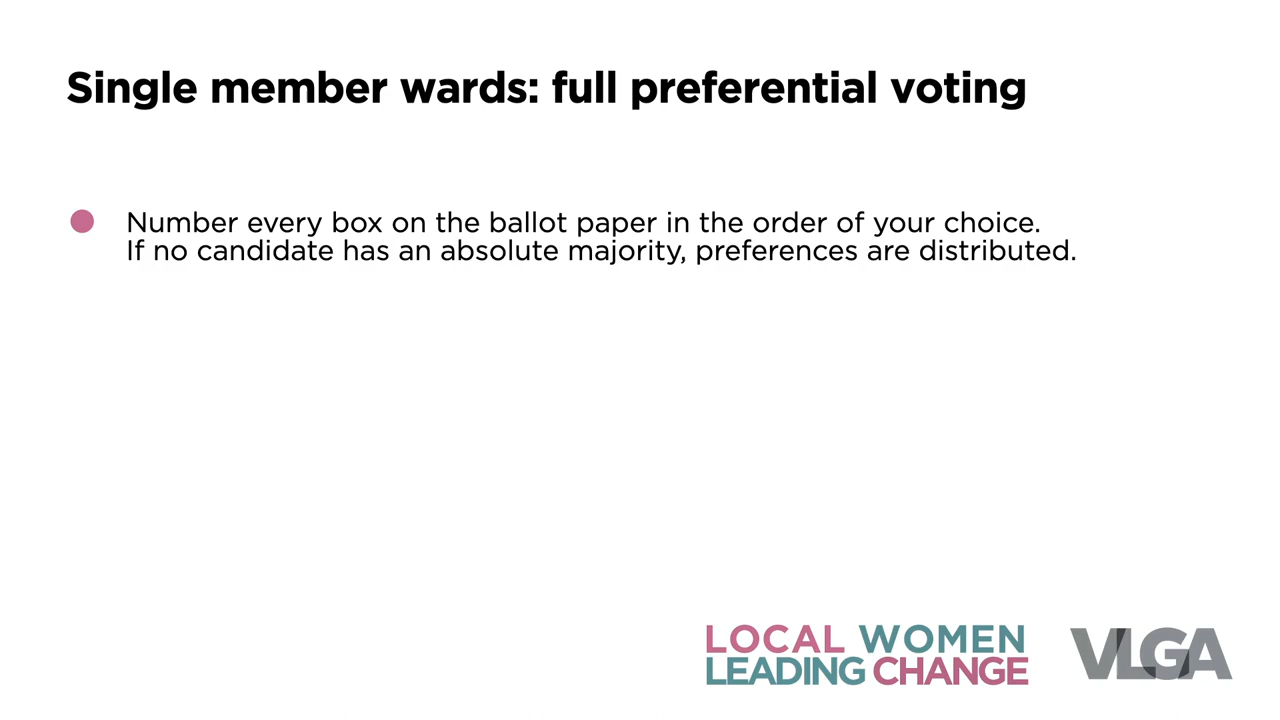 Single member wards: full preferential voting
Number every box on the ballot paper in the order of your choice.
If no candidate has an absolute majority, preferences are distributed.
LOCAL WOMEN
LEADING CHANGE
VLGA